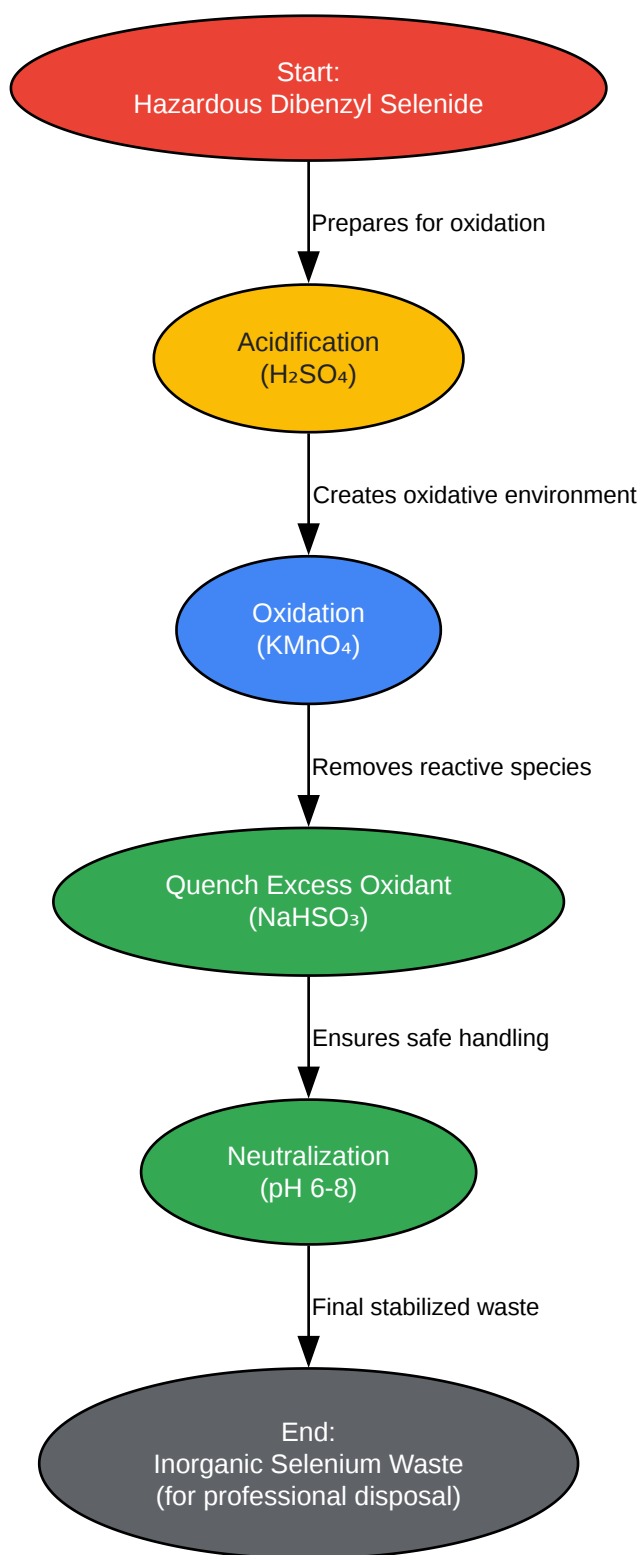 Start:
Hazardous Dibenzyl Selenide
Prepares for oxidation
Acidification
(H₂SO₄)
Creates oxidative environment
Oxidation
(KMnO₄)
Removes reactive species
Quench Excess Oxidant
(NaHSO₃)
Ensures safe handling
Neutralization
(pH 6-8)
Final stabilized waste
End:
Inorganic Selenium Waste
(for professional disposal)